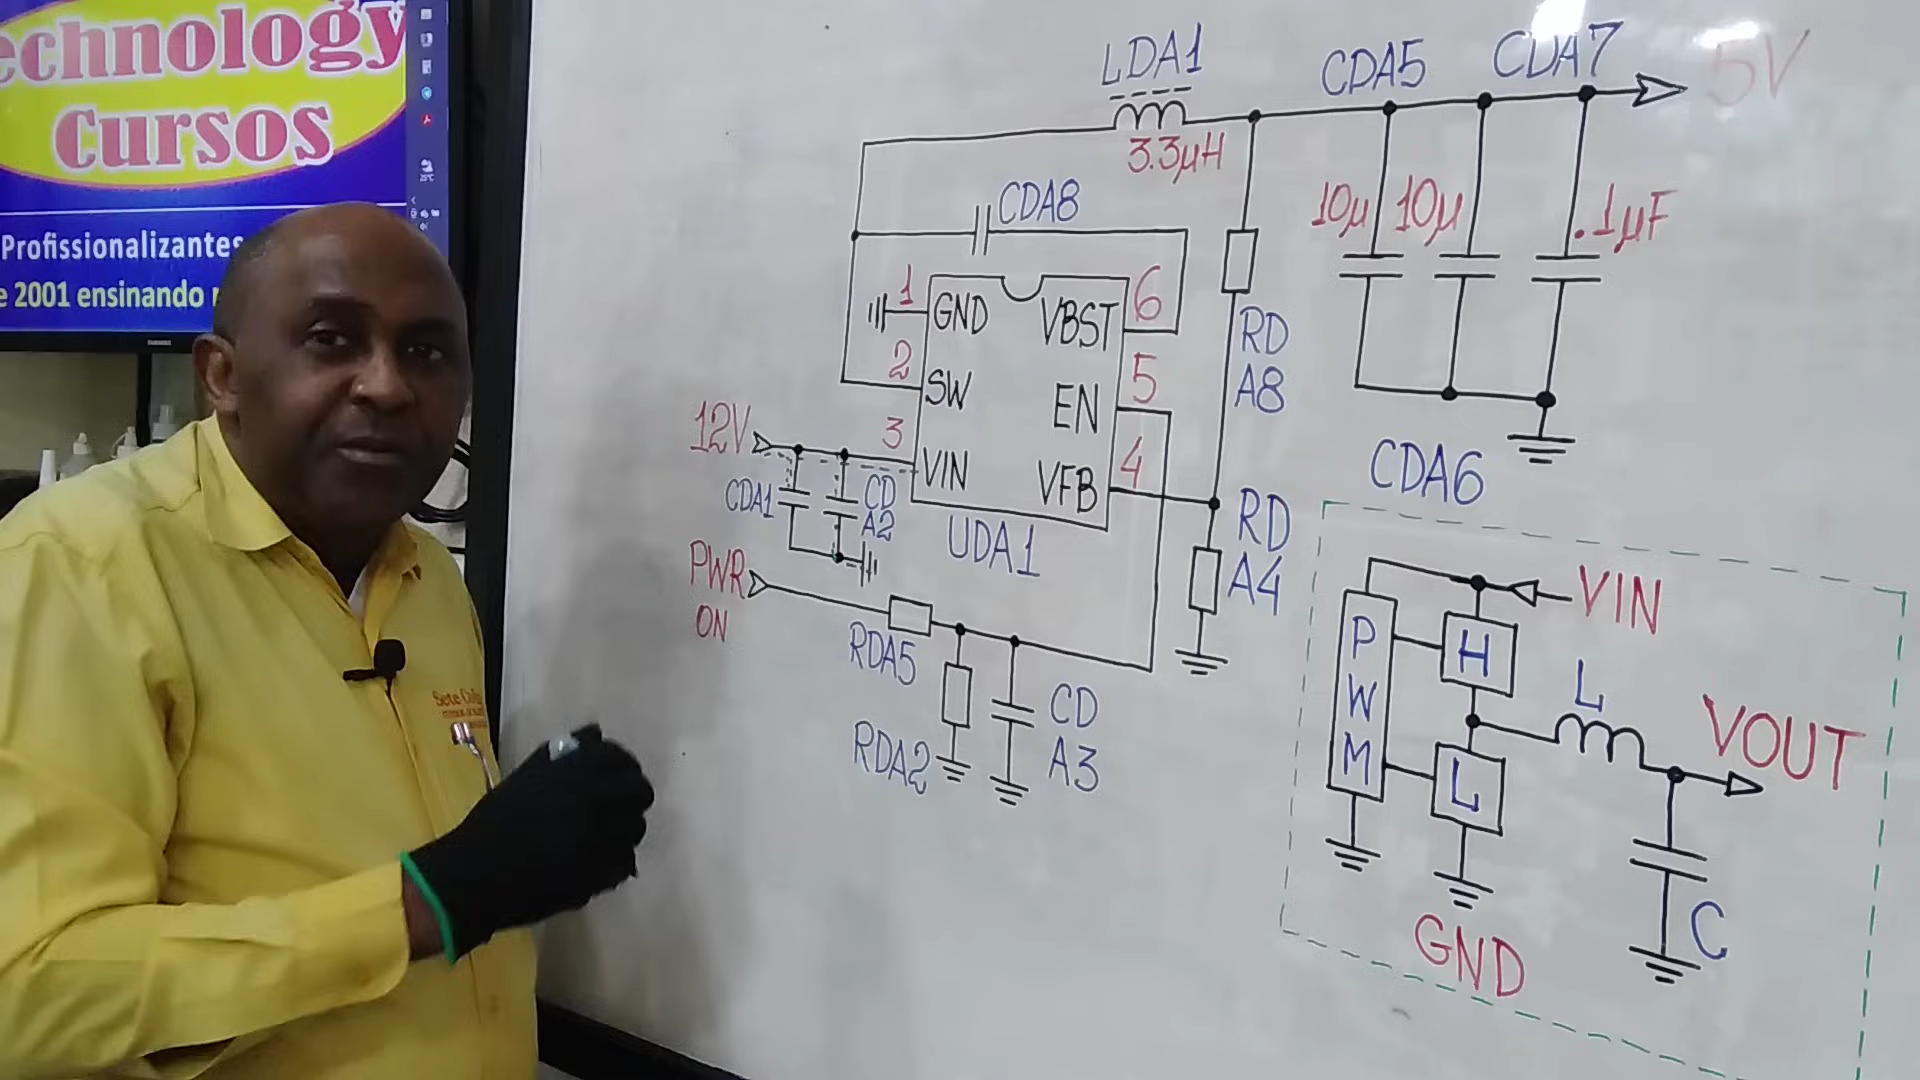 echnology
Cursos
Profissionalizantes
e 2001 ensinando
LDA1
3.3µH
CDA5
CDA7
5V
CDA8
10µ
10µ
.1µF
1
GND
VBST
6
2
SW
EN
5
12V
3
VIN
VFB
4
CDA1
CD
A2
UDA1
RD
A8
RD
A4
CDA6
PWR
ON
RDA5
RDA2
CD
A3
VIN
PWM
H
L
L
VOUT
C
GND